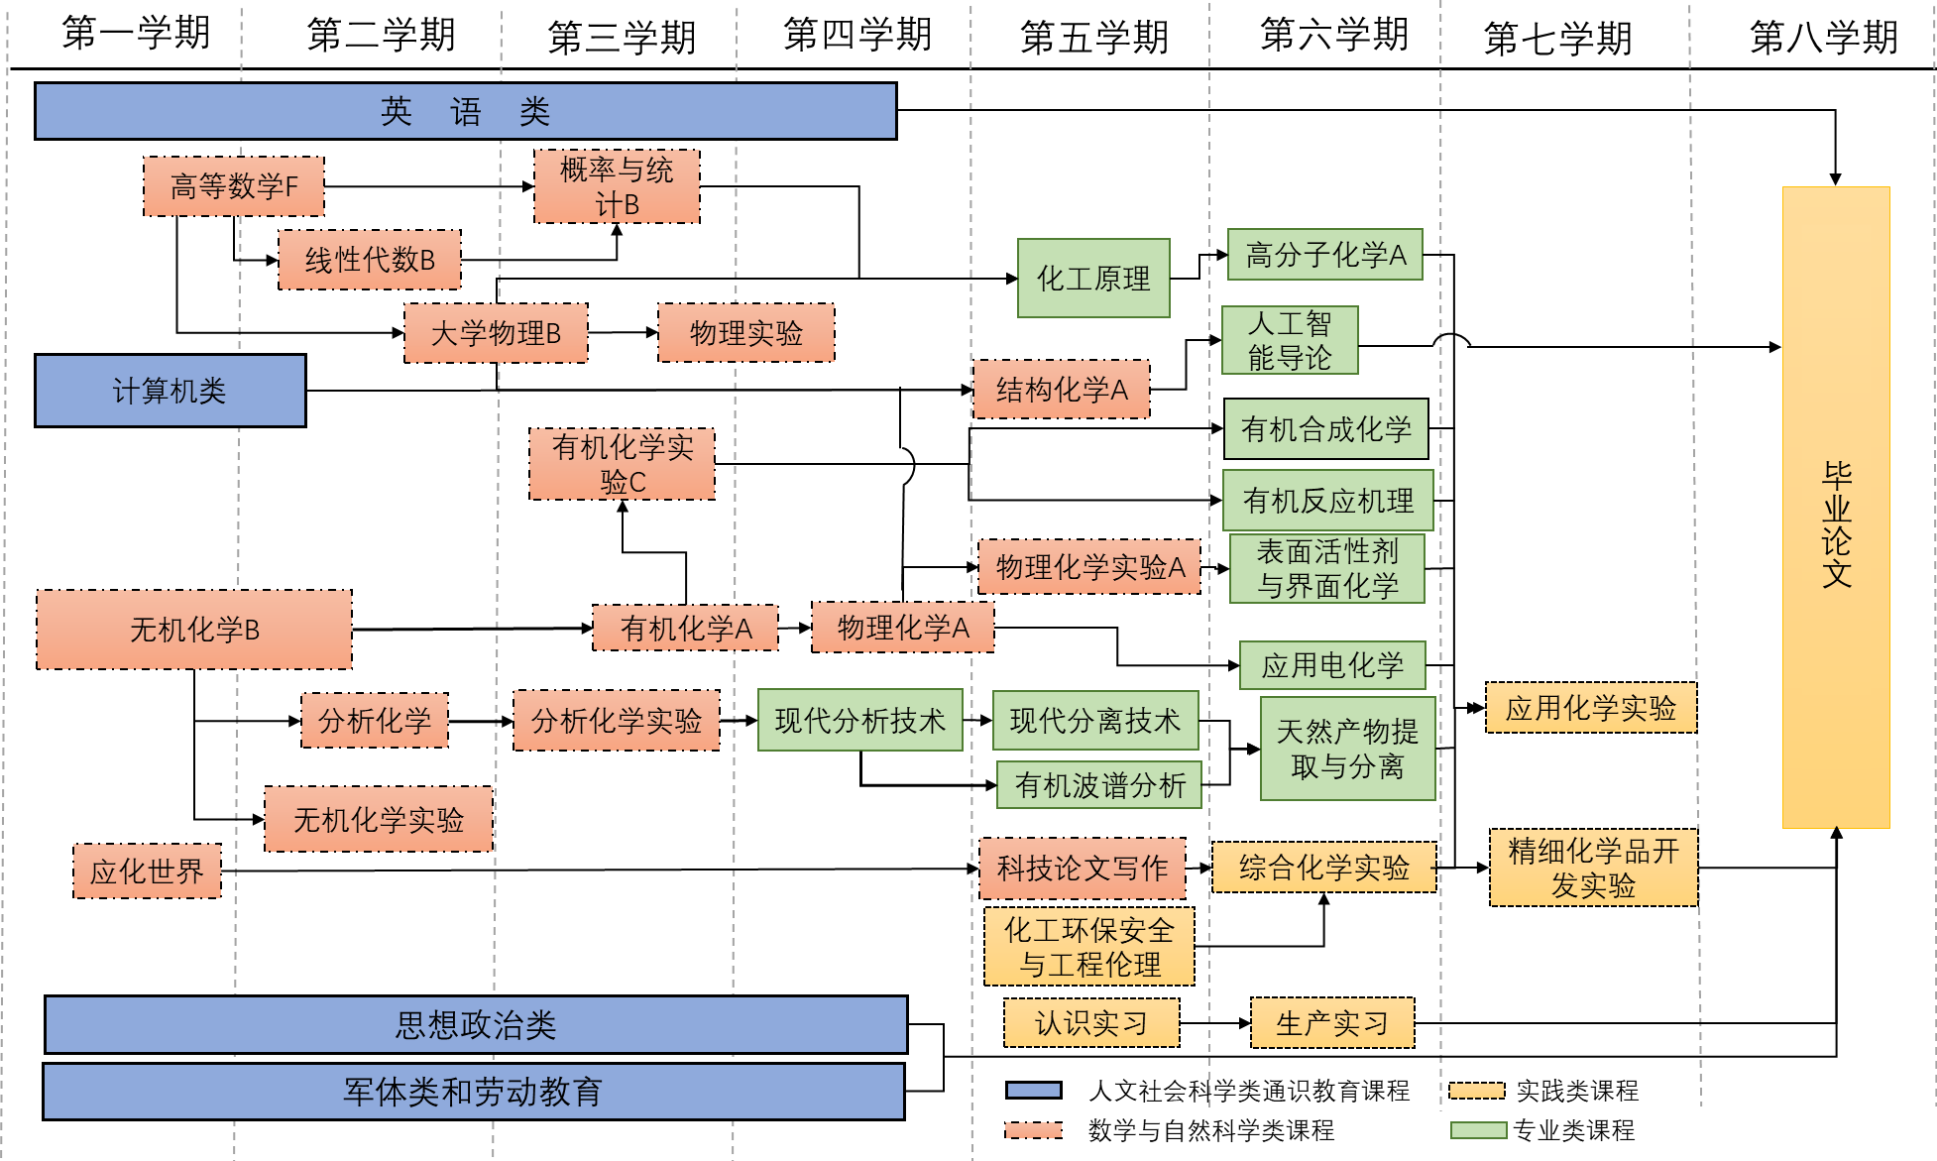 第一学期
第二学期
第三学期
第四学期
第五学期
第六学期
第七学期
第八学期
英 语 类
高等数学F
概率与统
计B
线性代数B
化工原理
高分子化学A
大学物理B
物理实验
人工智
能导论
计算机类
结构化学A
有机合成化学
有机化学实
验C
有机反应机理
毕
业
论
文
表面活性剂
与界面化学
物理化学实验A
无机化学B
有机化学A
物理化学A
应用电化学
分析化学
分析化学实验
现代分析技术
现代分离技术
天然产物提
取与分离
应用化学实验
有机波谱分析
无机化学实验
应化世界
科技论文写作
综合化学实验
精细化学品开
发实验
化工环保安全
与工程伦理
思想政治类
认识实习
生产实习
军体类和劳动教育
人文社会科学类通识教育课程
实践类课程
数学与自然科学类课程
专业类课程